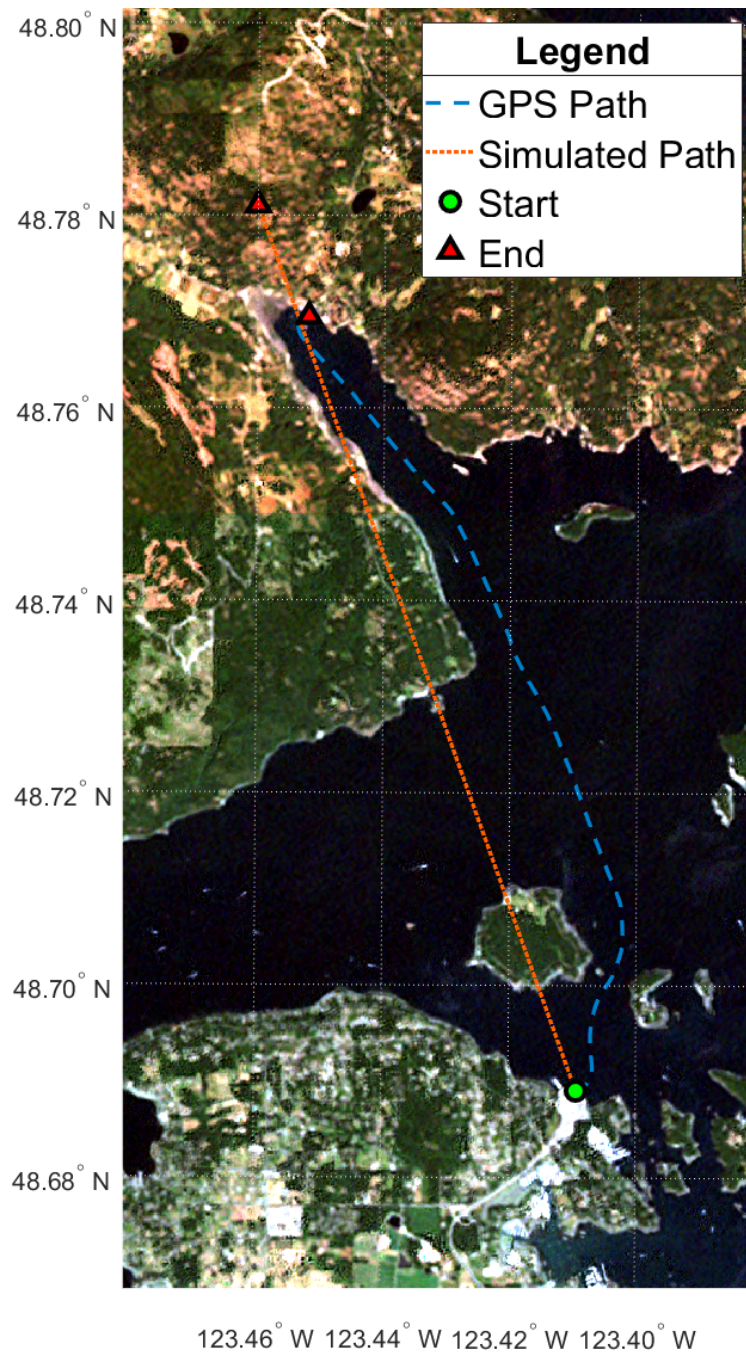 48.80° N
Legend
GPS Path
Simulated Path
Start
End
48.78° N
48.76° N
48.74° N
48.72° N
48.70° N
48.68° N
123.46° W 123.44° W 123.42° W 123.40° W